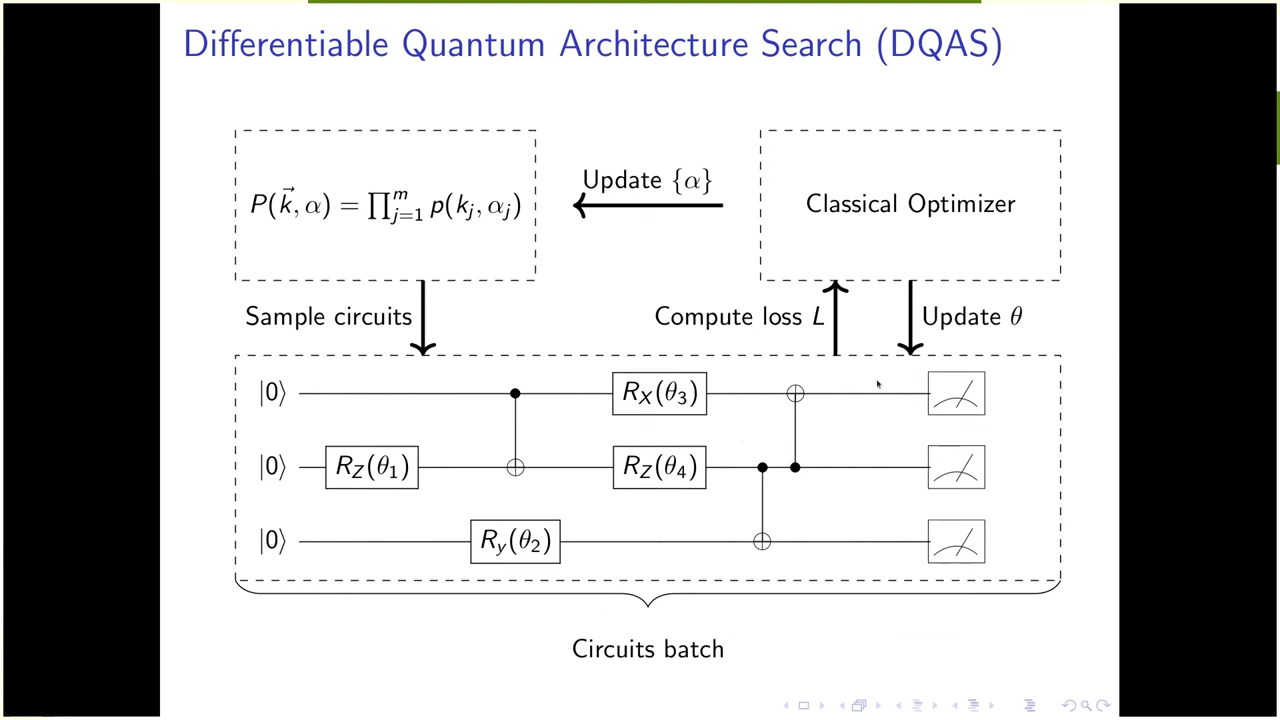 Differentiable Quantum Architecture Search (DQAS)
Update {α}
P(k⃗, α) = ∏ᵐⱼ₌₁ p(kⱼ, αⱼ)
Classical Optimizer
Sample circuits
Compute loss L
Update θ
|0⟩
R_X(θ₃)
|0⟩
R_Z(θ₁)
R_Z(θ₄)
|0⟩
R_y(θ₂)
Circuits batch